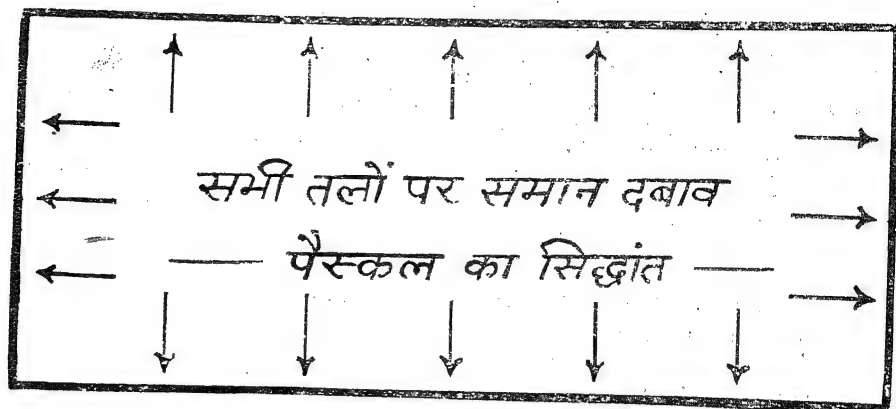 सभी तलों पर समान दबाव
पैस्कल का सिद्धांत